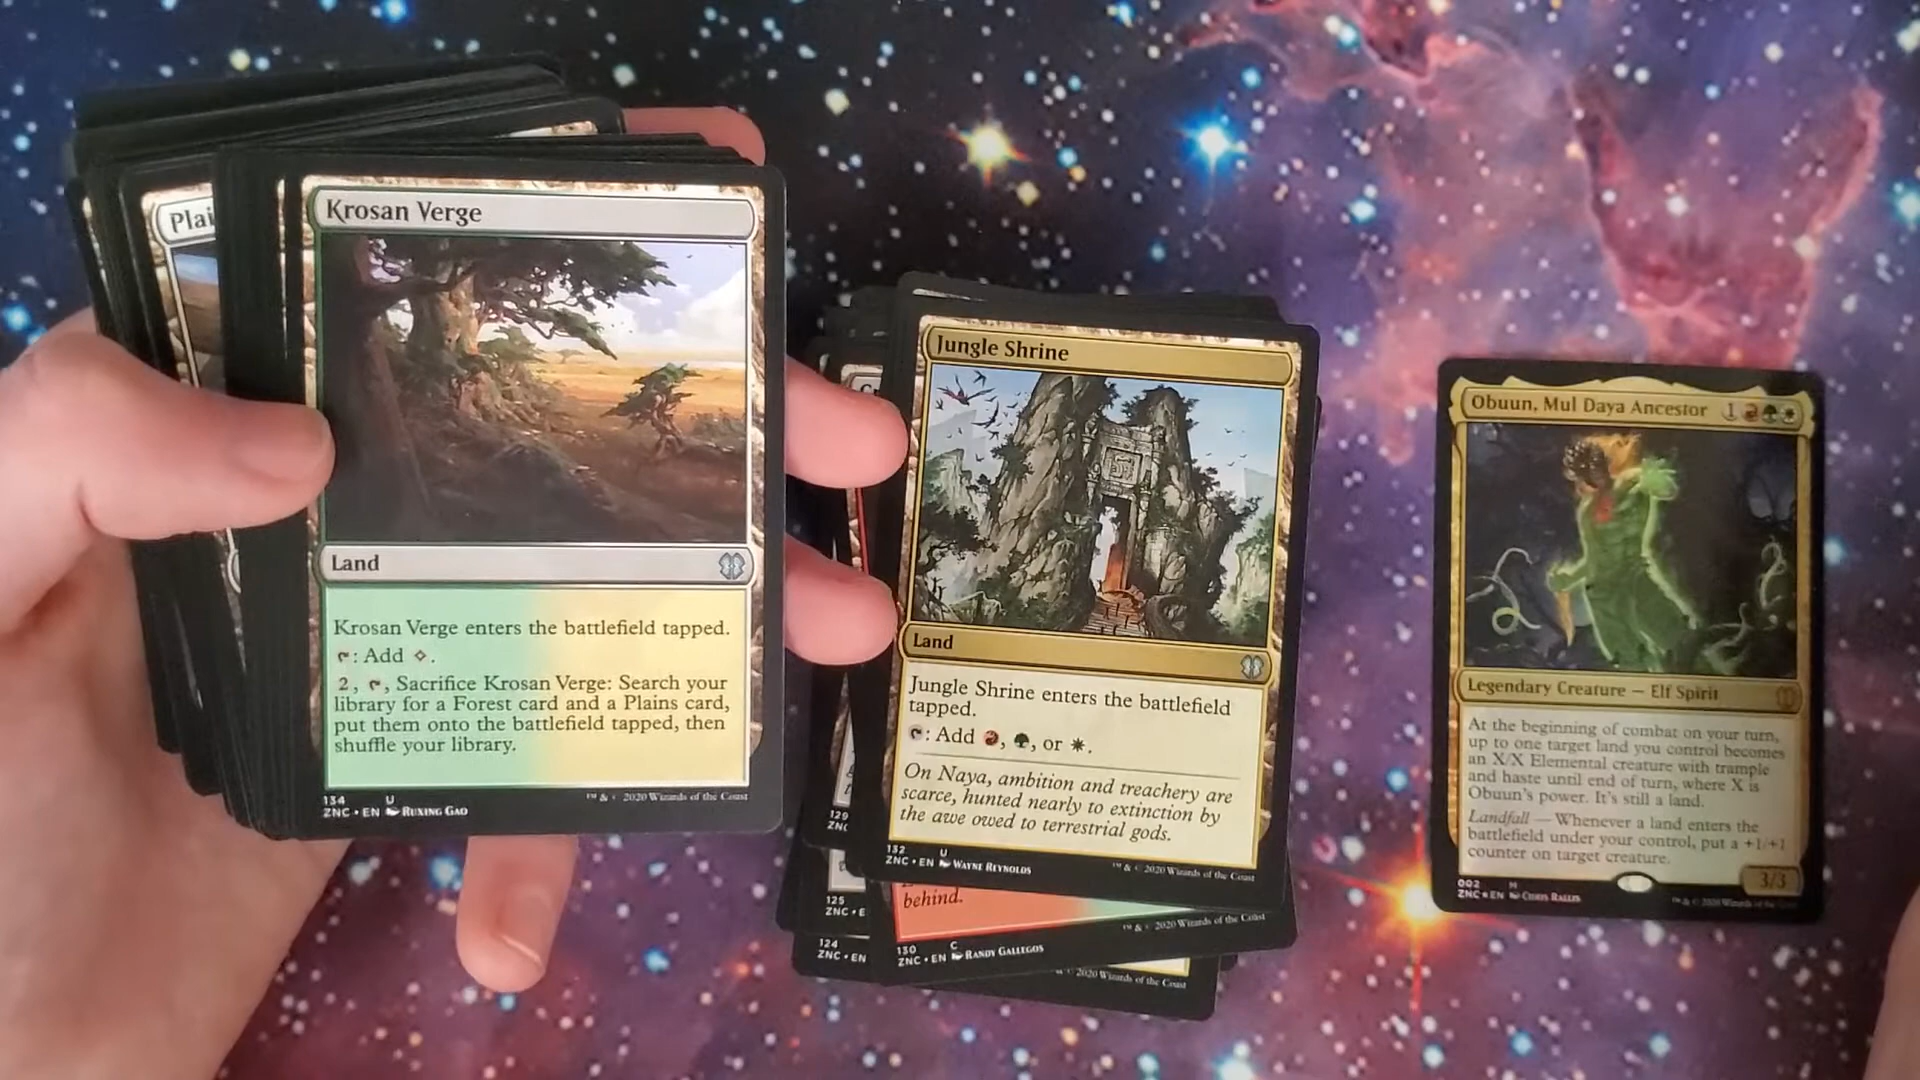 Plai
Krosan Verge
Land
Krosan Verge enters the battlefield tapped.
: Add .
2, , Sacrifice Krosan Verge: Search your
library for a Forest card and a Plains card,
put them onto the battlefield tapped, then
shuffle your library.
134 U
ZNC • EN RUXING GAO
™ & © 2020 Wizards of the Coast
Jungle Shrine
Land
Jungle Shrine enters the battlefield
tapped.
: Add , , or .
On Naya, ambition and treachery are
scarce, hunted nearly to extinction by
the awe owed to terrestrial gods.
132 U
ZNC • EN WAYNE REYNOLDS
™ & © 2020 Wizards of the Coast
behind.
130 C
ZNC • EN RANDY GALLEGOS
™ & © 2020 Wizards of the Coast
129
ZNC
125
ZNC • E
124
ZNC • EN
& © 2020 Wizards of the Coast
Obuun, Mul Daya Ancestor 1
Legendary Creature — Elf Spirit
At the beginning of combat on your turn,
up to one target land you control becomes
an X/X Elemental creature with trample
and haste until end of turn, where X is
Obuun's power. It's still a land.
Landfall — Whenever a land enters the
battlefield under your control, put a +1/+1
counter on target creature.
3/3
002 M
ZNC • EN CHRIS RALLIS
™ & © 2020 Wizards of the Coast